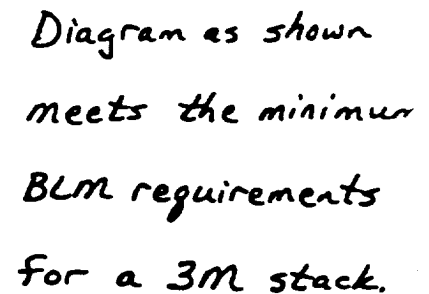 Diagram as shown
meets the minimum
BLM requirements
for a 3M stack.